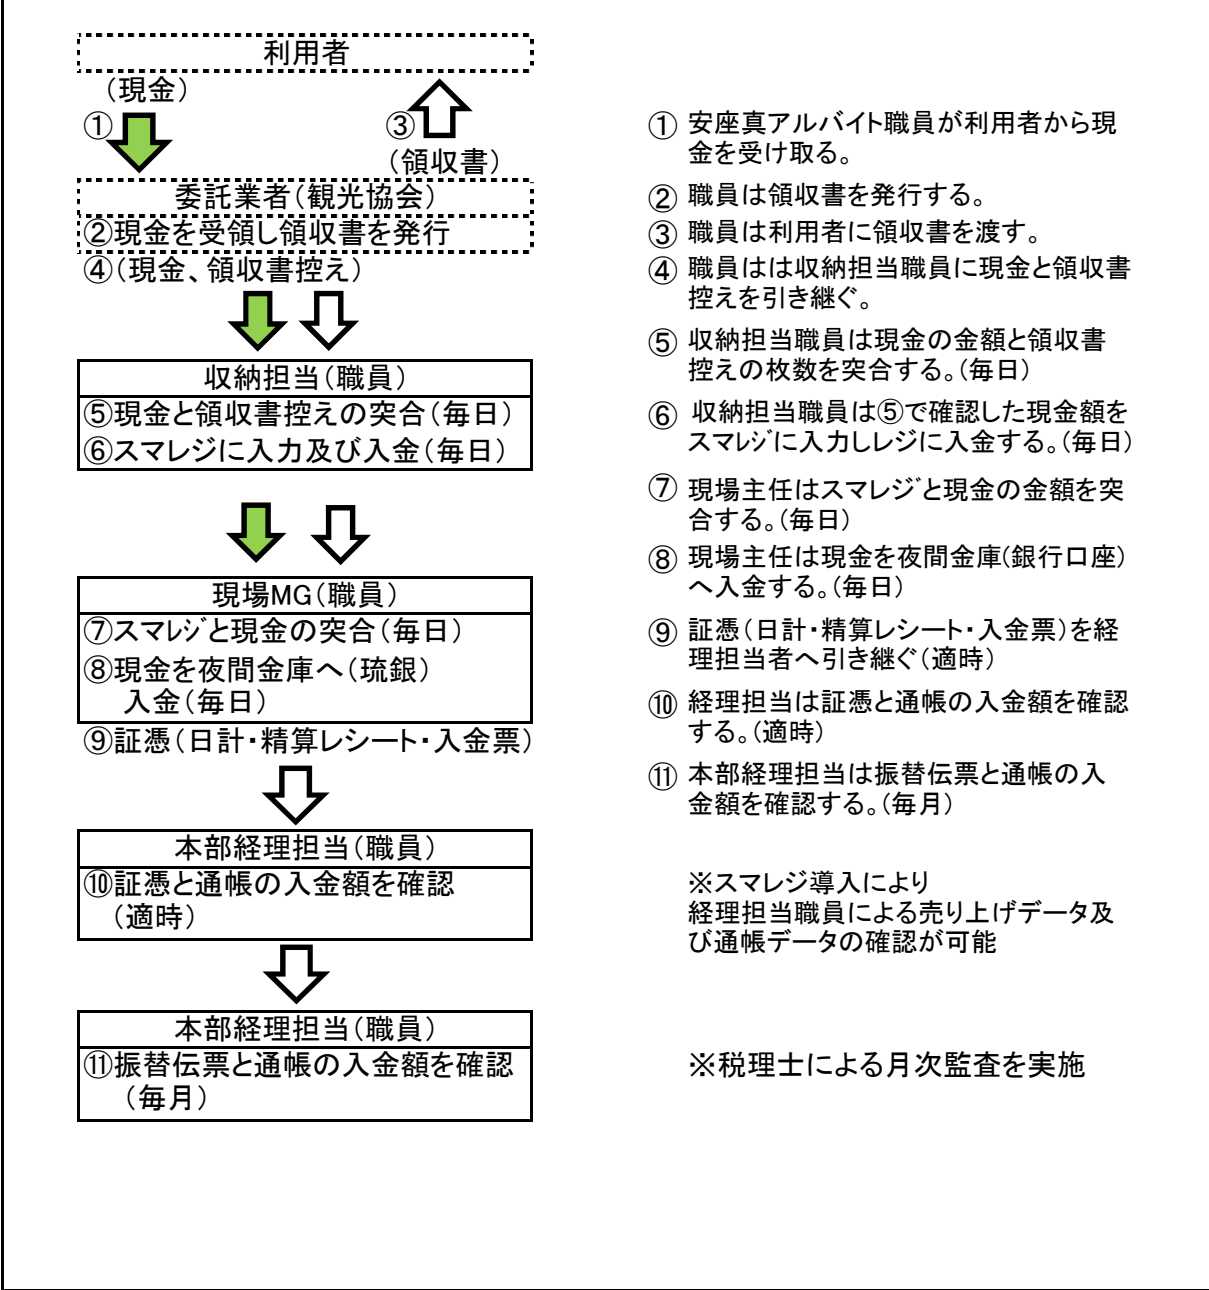 利用者
(現金)
①
③
(領収書)
委託業者(観光協会)
②現金を受領し領収書を発行
④(現金、領収書控え)
収納担当(職員)
⑤現金と領収書控えの突合(毎日)
⑥スマレジに入力及び入金(毎日)
現場MG(職員)
⑦スマレジと現金の突合(毎日)
⑧現金を夜間金庫へ(琉銀)
入金(毎日)
⑨証憑(日計・精算レシート・入金票)
本部経理担当(職員)
⑩証憑と通帳の入金額を確認
(適時)
本部経理担当(職員)
⑪振替伝票と通帳の入金額を確認
(毎月)
① 安座真アルバイト職員が利用者から現
金を受け取る。
② 職員は領収書を発行する。
③ 職員は利用者に領収書を渡す。
④ 職員はは収納担当職員に現金と領収書
控えを引き継ぐ。
⑤ 収納担当職員は現金の金額と領収書
控えの枚数を突合する。(毎日)
⑥ 収納担当職員は⑤で確認した現金額を
スマレジに入力しレジに入金する。(毎日)
⑦ 現場主任はスマレジと現金の金額を突
合する。(毎日)
⑧ 現場主任は現金を夜間金庫(銀行口座)
へ入金する。(毎日)
⑨ 証憑(日計・精算レシート・入金票)を経
理担当者へ引き継ぐ(適時)
⑩ 経理担当は証憑と通帳の入金額を確認
する。(適時)
⑪ 本部経理担当は振替伝票と通帳の入
金額を確認する。(毎月)
※スマレジ導入により
経理担当職員による売り上げデータ及
び通帳データの確認が可能
※税理士による月次監査を実施